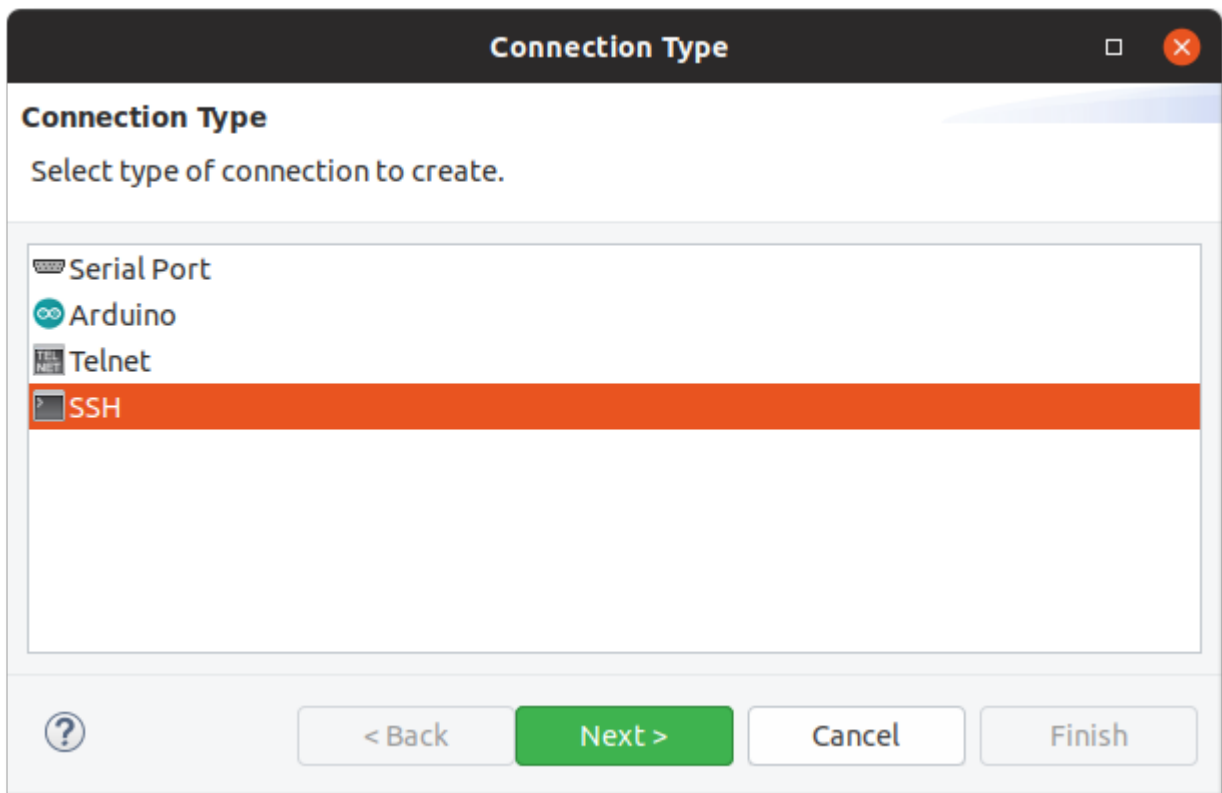 Connection Type
Connection Type
Select type of connection to create.
Serial Port
Arduino
TEL
NET
Telnet
SSH
?
< Back
Next >
Cancel
Finish